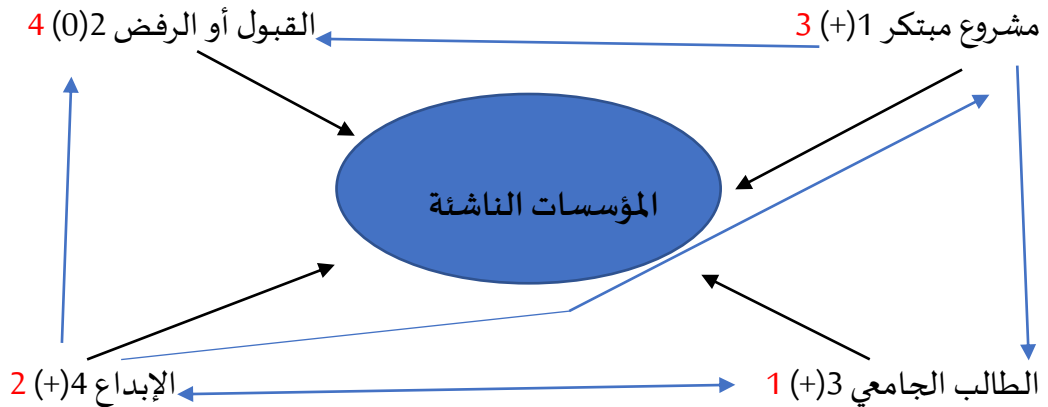 مشروع مبتكر 1(+) 3
القبول أو الرفض 2(0) 4
المؤسسات الناشئة
الطالب الجامعي 3(+) 1
الإبداع 4(+) 2